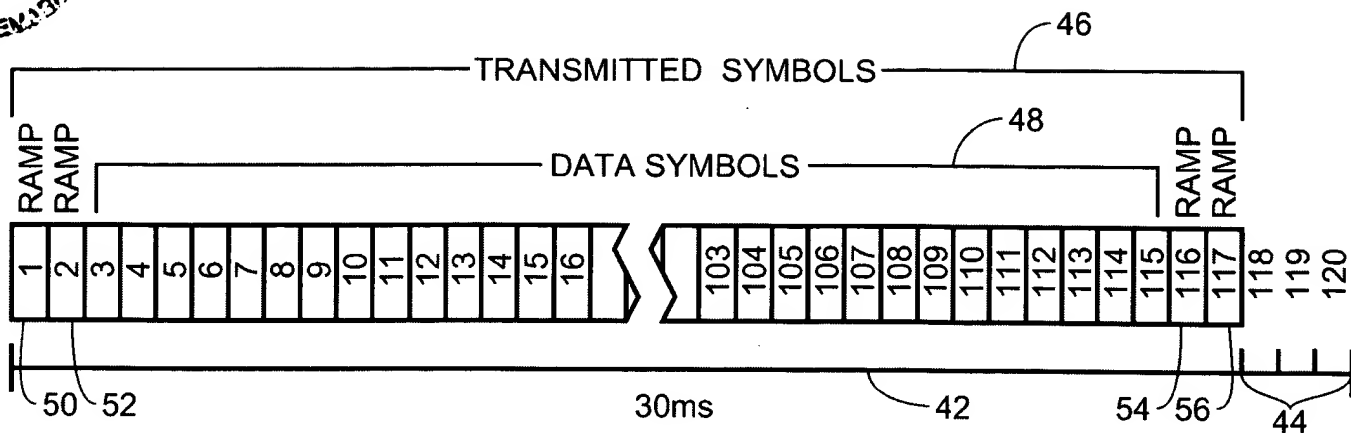 46
TRANSMITTED SYMBOLS
48
DATA SYMBOLS
RAMP
RAMP
RAMP
RAMP
1 2 3 4 5 6 7 8 9 10 11 12 13 14 15 16 103 104 105 106 107 108 109 110 111 112 113 114 115 116 117 118 119 120
50 52 30ms 42 54 56 44